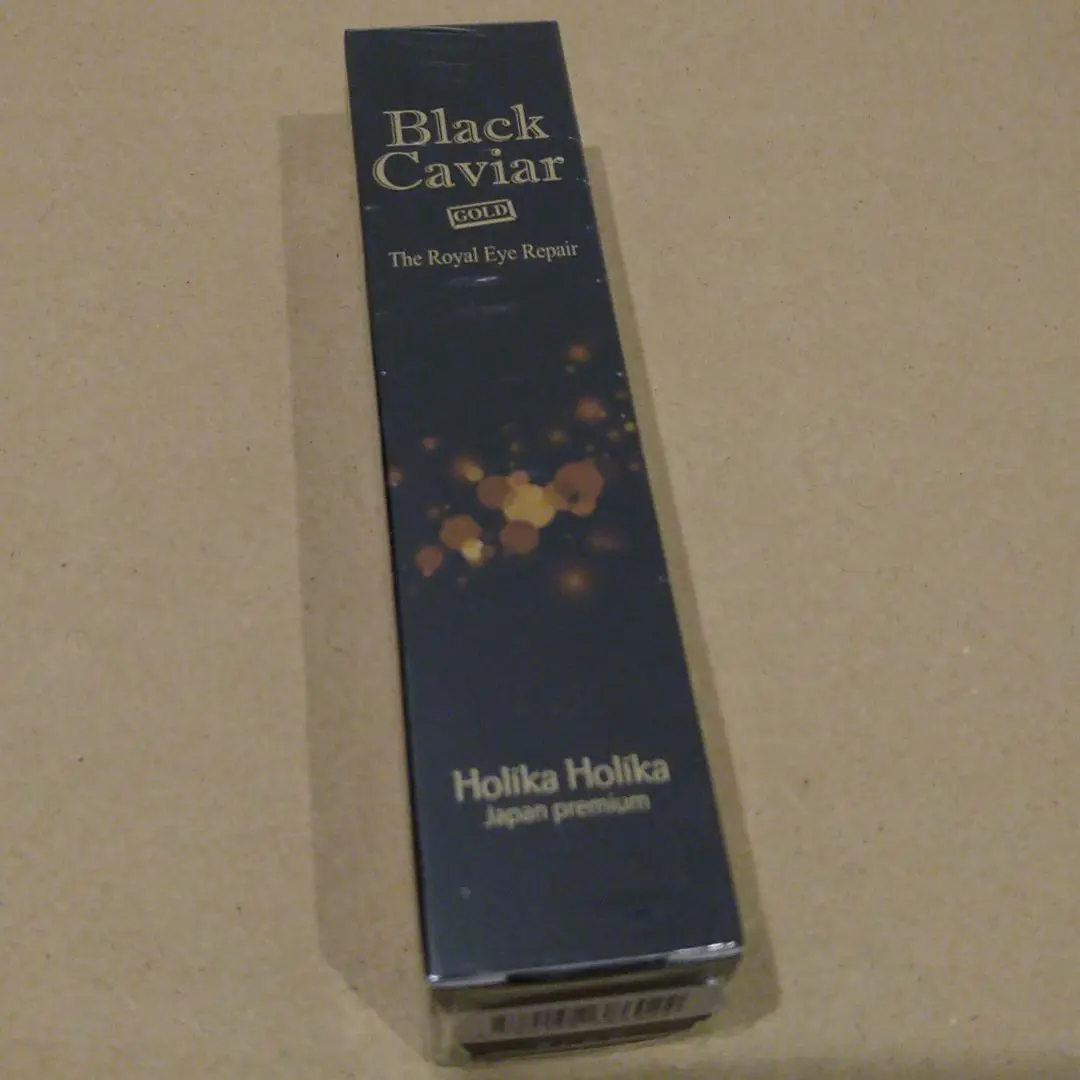 Black
Caviar
GOLD
The Royal Eye Repair
Holika Holika
Japan premium